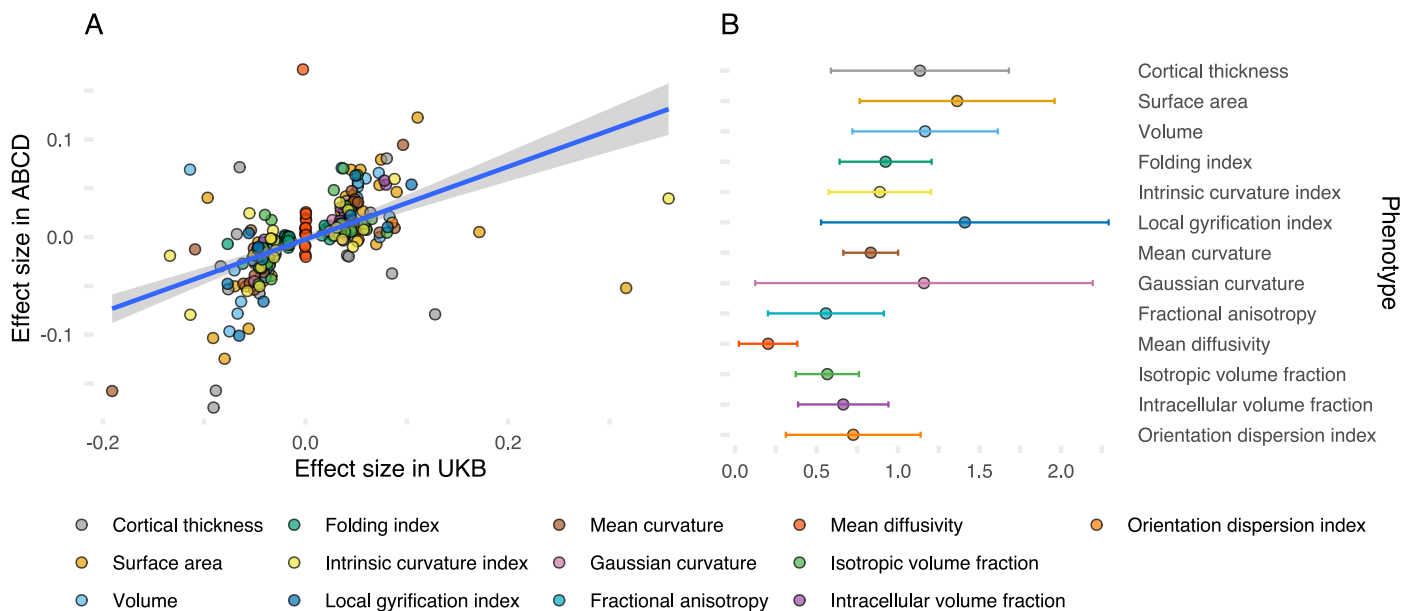 A
B
0.1
0.0
-0.1
Effect size in ABCD
-0.2
0.0
0.2
Effect size in UKB
Cortical thickness
Surface area
Volume
Folding index
Intrinsic curvature index
Local gyrification index
Mean curvature
Gaussian curvature
Fractional anisotropy
Mean diffusivity
Isotropic volume fraction
Intracellular volume fraction
Orientation dispersion index
Phenotype
0.0
0.5
1.0
1.5
2.0
Cortical thickness
Folding index
Mean curvature
Mean diffusivity
Orientation dispersion index
Surface area
Intrinsic curvature index
Gaussian curvature
Isotropic volume fraction
Volume
Local gyrification index
Fractional anisotropy
Intracellular volume fraction